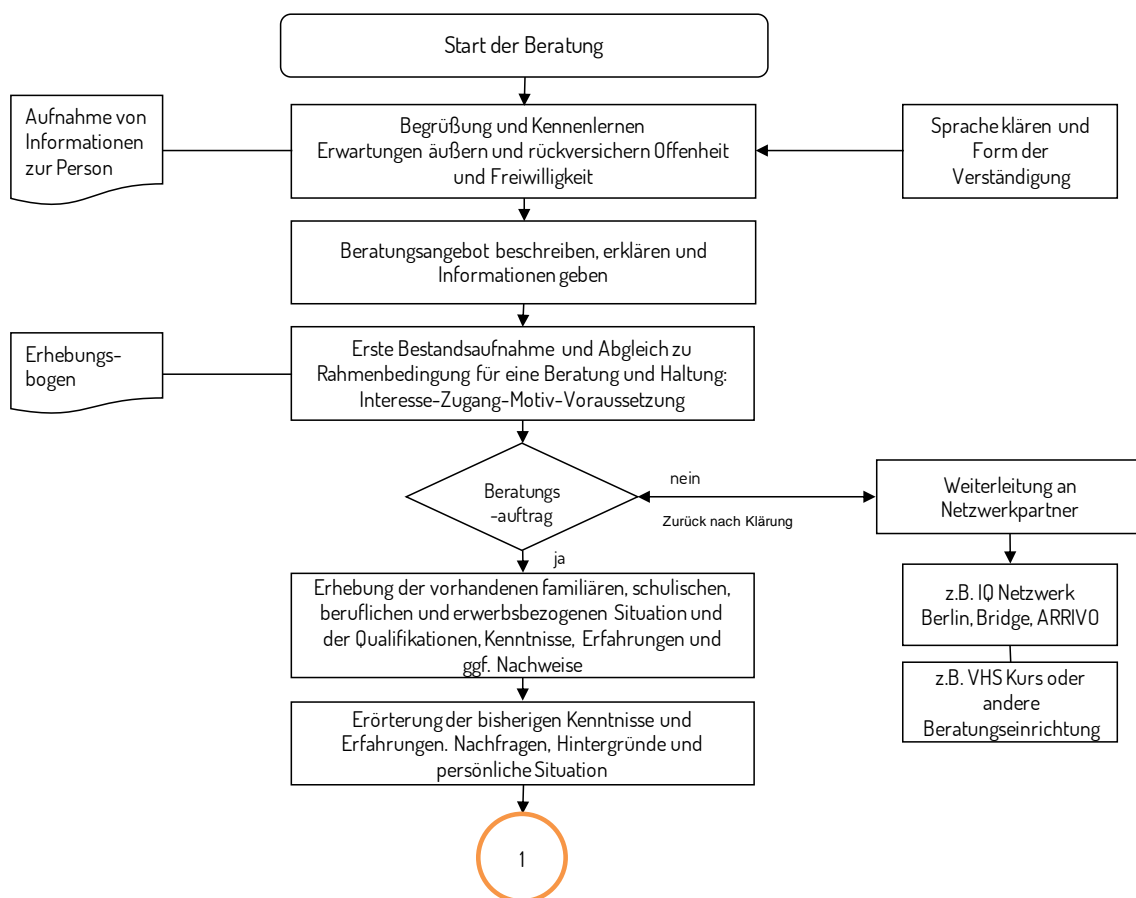 Start der Beratung
Aufnahme von
Informationen
zur Person
Begrüßung und Kennenlernen
Erwartungen äußern und rückversichern Offenheit
und Freiwilligkeit
Sprache klären und
Form der
Verständigung
Beratungsangebot beschreiben, erklären und
Informationen geben
Erhebungs-
bogen
Erste Bestandsaufnahme und Abgleich zu
Rahmenbedingung für eine Beratung und Haltung:
Interesse-Zugang-Motiv-Voraussetzung
Beratungs
-auftrag
nein
Zurück nach Klärung
Weiterleitung an
Netzwerkpartner
ja
Erhebung der vorhandenen familiären, schulischen,
beruflichen und erwerbsbezogenen Situation und
der Qualifikationen, Kenntnisse, Erfahrungen und
ggf. Nachweise
z.B. IQ Netzwerk
Berlin, Bridge, ARRIVO
z.B. VHS Kurs oder
andere
Beratungseinrichtung
Erörterung der bisherigen Kenntnisse und
Erfahrungen. Nachfragen, Hintergründe und
persönliche Situation
1